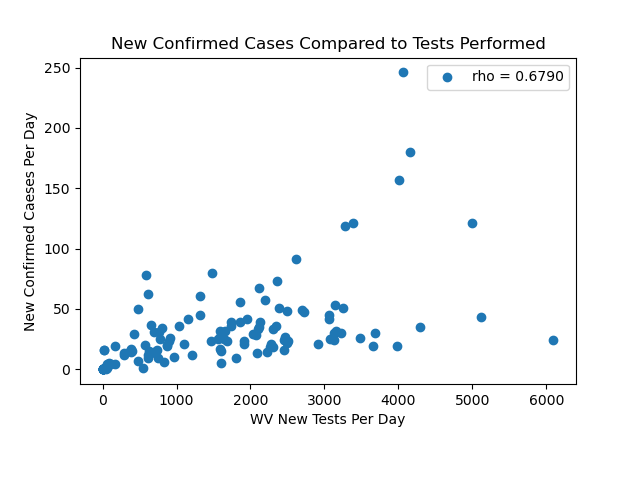 New Confirmed Cases Compared to Tests Performed
rho = 0.6790
New Confirmed Caeses Per Day
250
200
150
100
50
0
0 1000 2000 3000 4000 5000 6000
WV New Tests Per Day